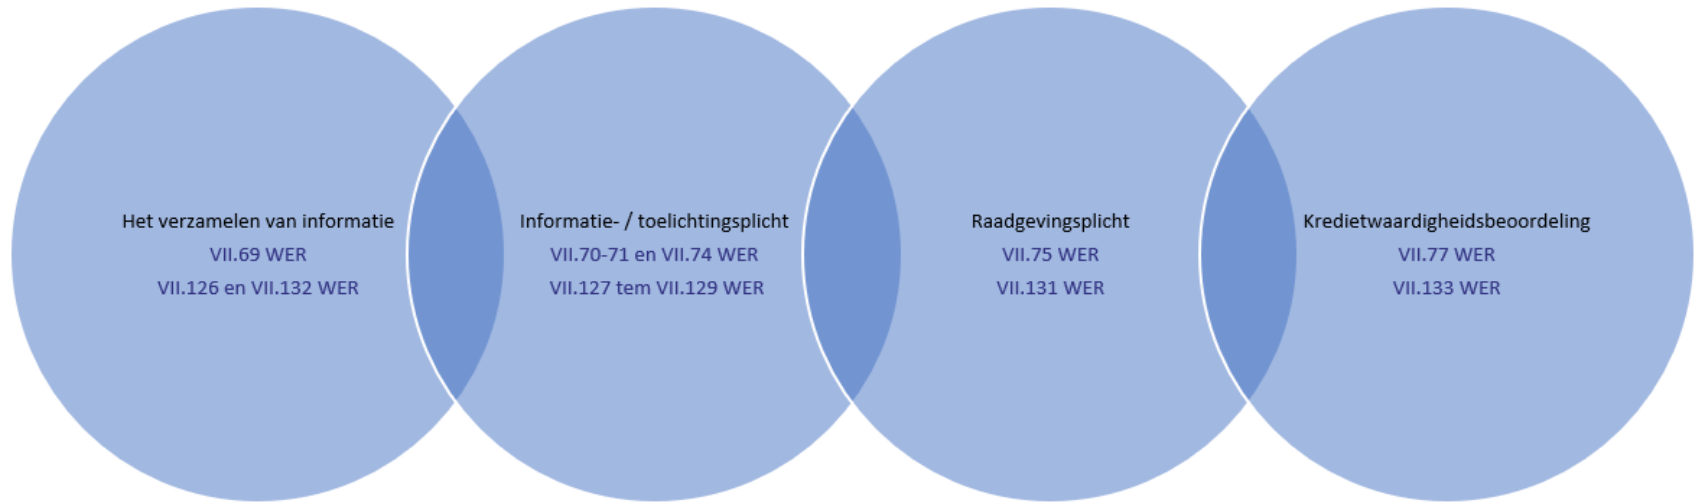 Het verzamelen van informatie
VII.69 WER
VII.126 en VII.132 WER
Informatie- / toelichtingsplicht
VII.70-71 en VII.74 WER
VII.127 tem VII.129 WER
Raadgevingsplicht
VII.75 WER
VII.131 WER
Kredietwaardigheidsbeoordeling
VII.77 WER
VII.133 WER